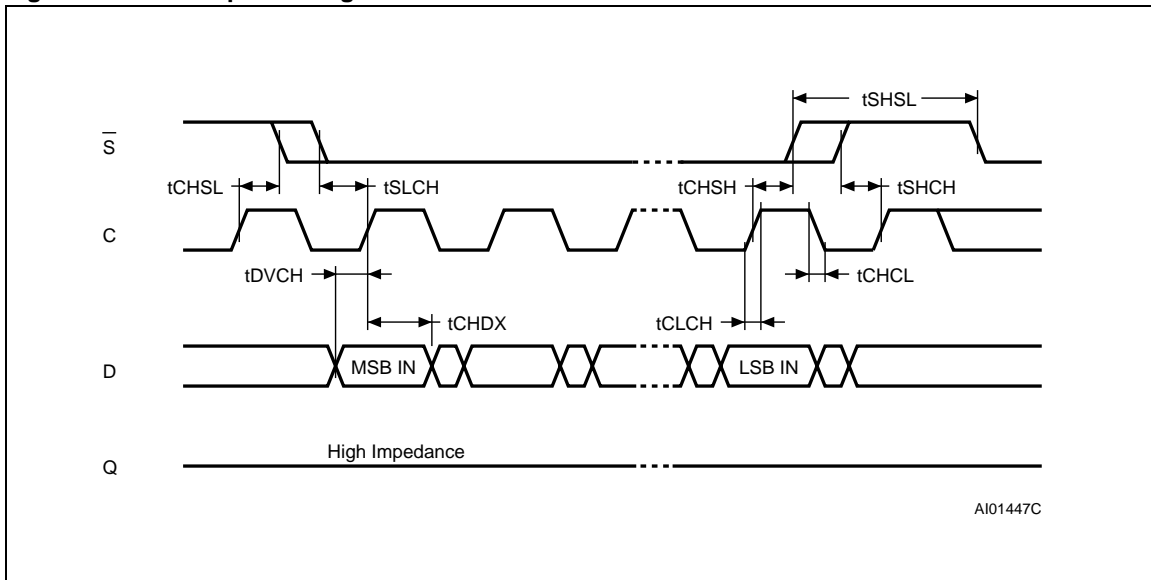 tSHSL
S̅
tCHSL
tSLCH
tCHSH
tSHCH
C
tDVCH
tCHCL
tCHDX
tCLCH
D
MSB IN
LSB IN
High Impedance
Q
AI01447C